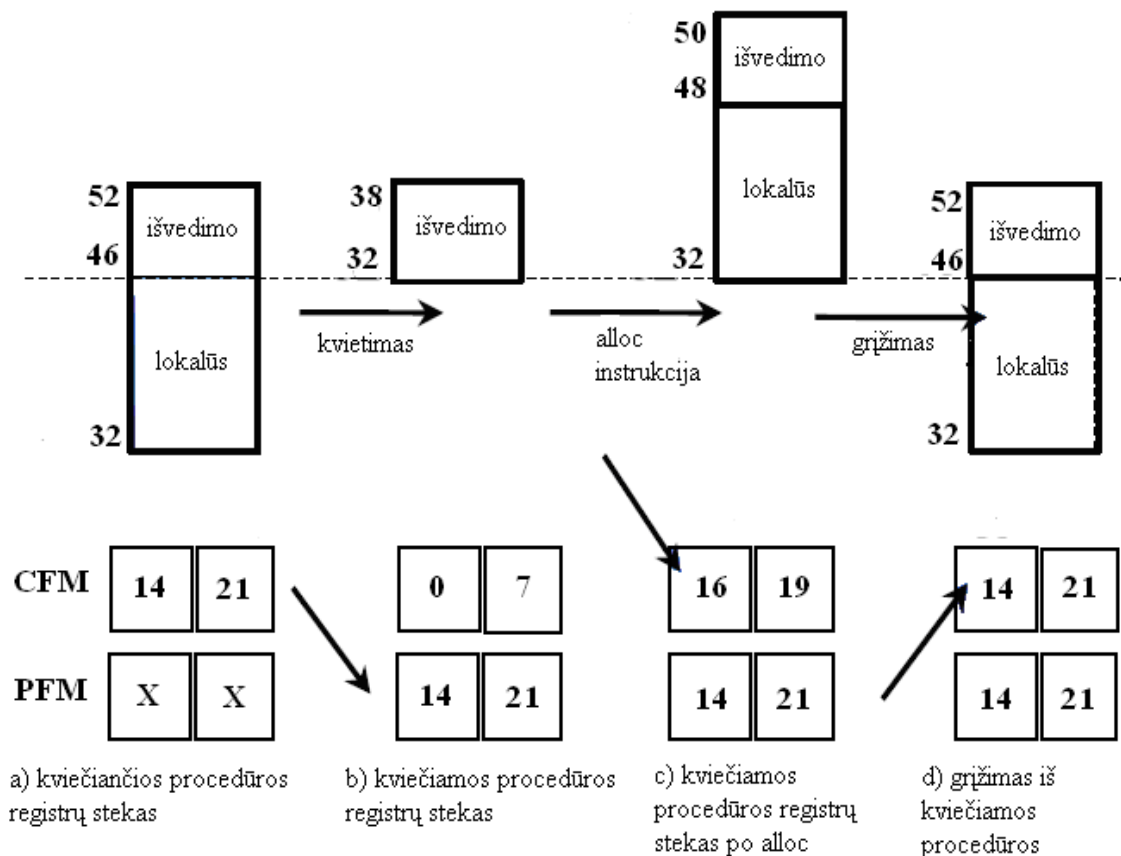 50
išvedimo
48
lokalūs
32
52
išvedimo
46
lokalūs
32
38
išvedimo
32
52
išvedimo
46
lokalūs
32
kvietimas
alloc
instrukcija
grįžimas
CFM 14 21 0 7 16 19 14 21
PFM X X 14 21 14 21 14 21
a) kviečiančios procedūros
registrų stekas
b) kviečiamos procedūros
registrų stekas
c) kviečiamos
procedūros registrų
stekas po alloc
d) grįžimas iš
kviečiamos
procedūros